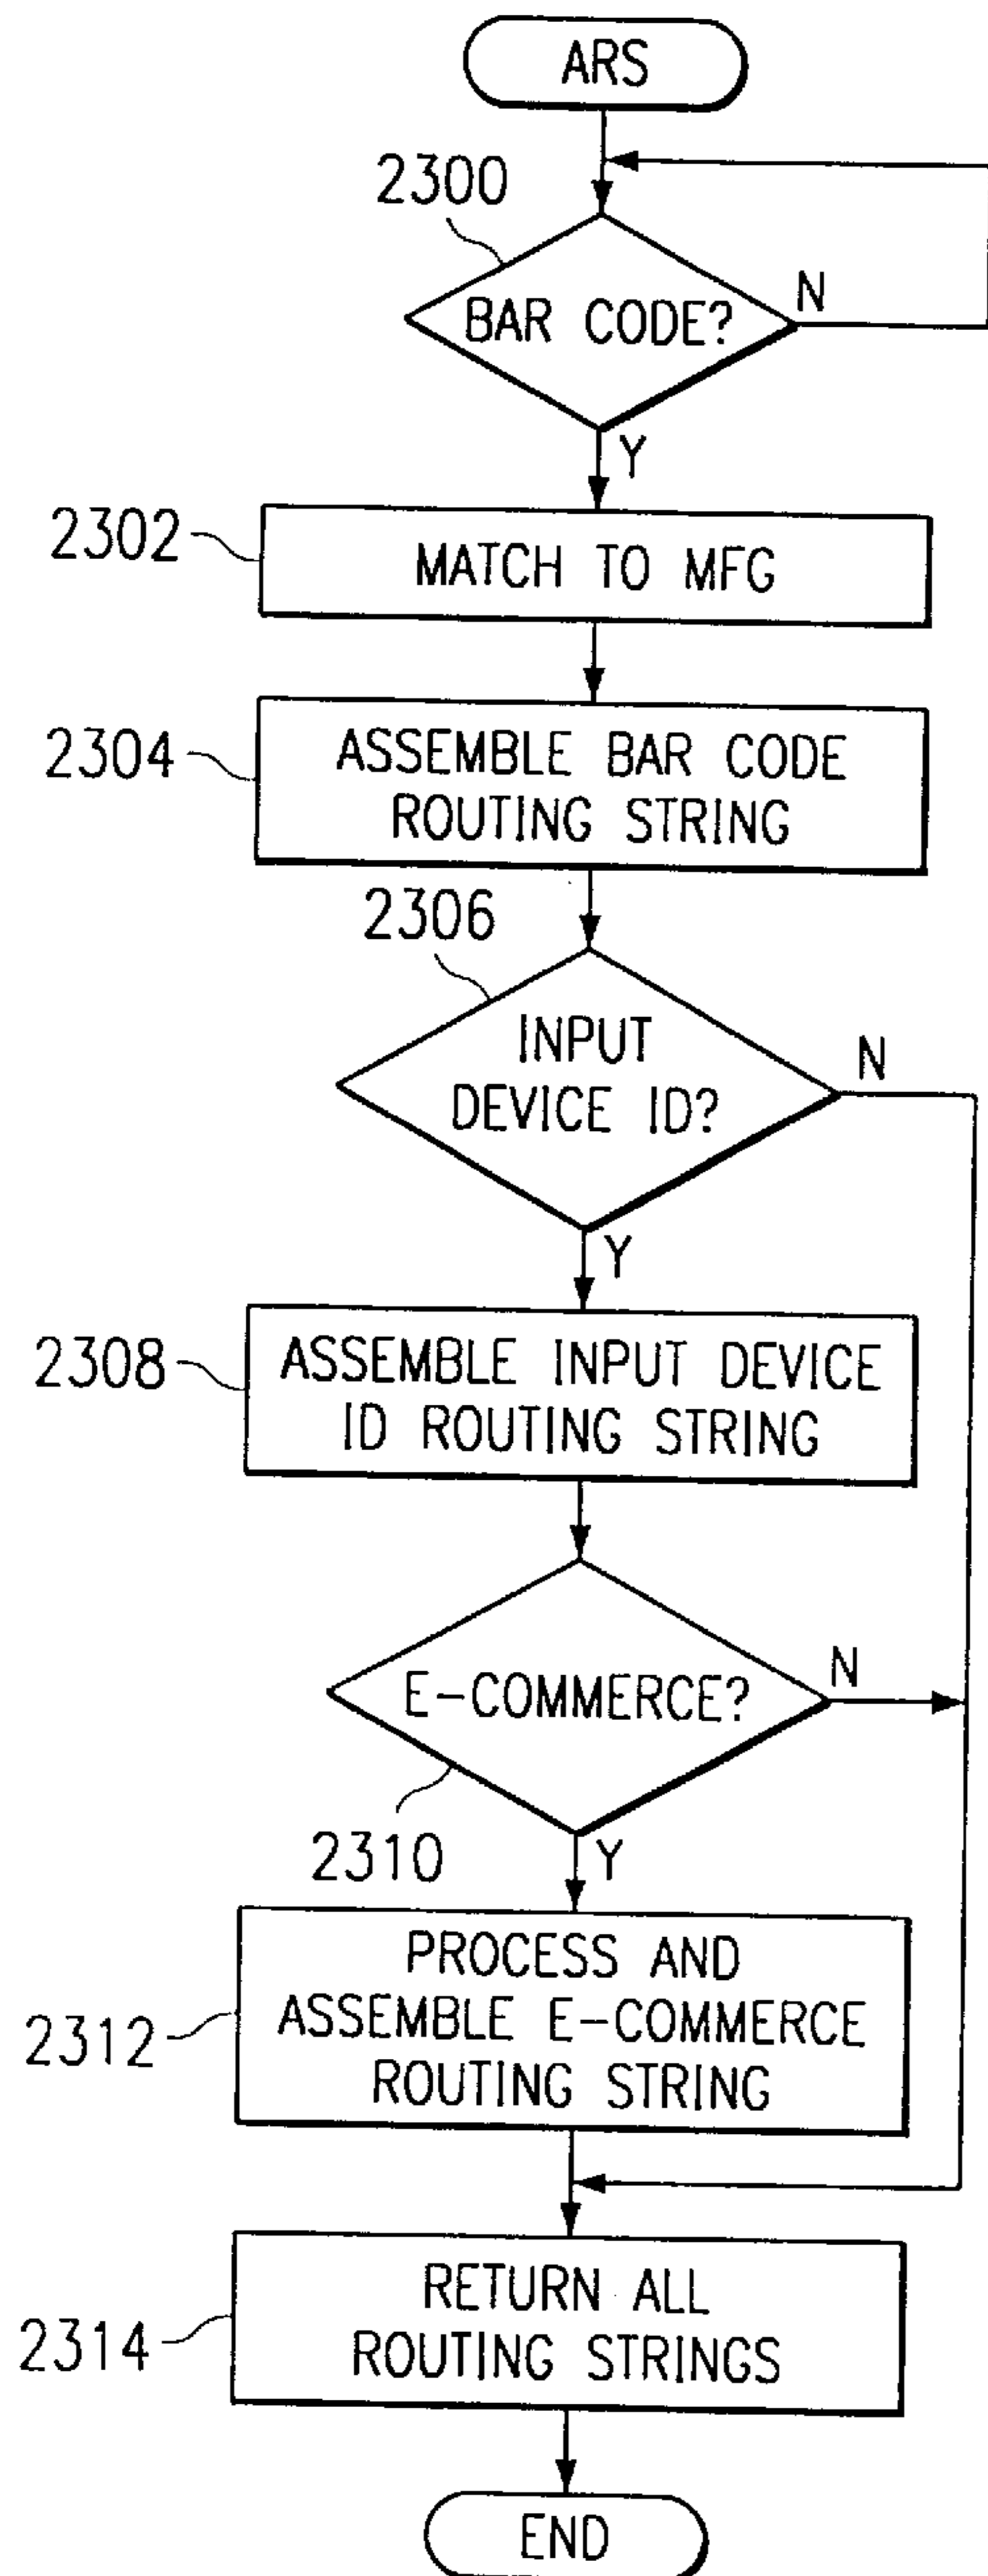 ARS
2300
BAR CODE?
N
Y
2302
MATCH TO MFG
2304
ASSEMBLE BAR CODE
ROUTING STRING
2306
INPUT
DEVICE ID?
N
Y
2308
ASSEMBLE INPUT DEVICE
ID ROUTING STRING
E-COMMERCE?
N
2310
Y
PROCESS AND
ASSEMBLE E-COMMERCE
ROUTING STRING
2312
RETURN ALL
ROUTING STRINGS
2314
END